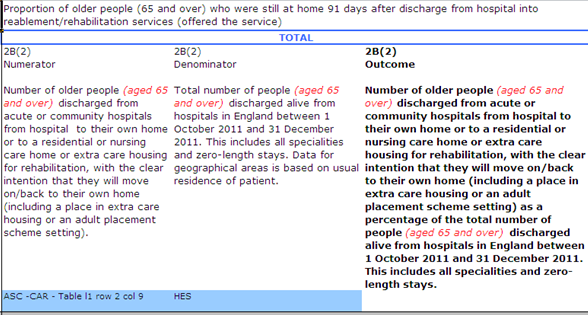 Proportion of older people (65 and over) who were still at home 91 days after discharge from hospital into
reablement/rehabilitation services (offered the service)
TOTAL
2B(2)
Numerator
Number of older people (aged 65
and over) discharged from
acute or community hospitals
from hospital to their own home
or to a residential or nursing
care home or extra care housing
for rehabilitation, with the clear
intention that they will move
on/back to their own home
(including a place in extra care
housing or an adult placement
scheme setting).
ASC -CAR - Table I1 row 2 col 9
2B(2)
Denominator
Total number of people (aged 65
and over) discharged alive from
hospitals in England between 1
October 2011 and 31 December
2011. This includes all specialities
and zero-length stays. Data for
geographical areas is based on usual
residence of patient.
HES
2B(2)
Outcome
Number of older people (aged 65 and
over) discharged from acute or
community hospitals from hospital to
their own home or to a residential or
nursing care home or extra care
housing for rehabilitation, with the clear
intention that they will move on/back
to their own home (including a place in
extra care housing or an adult
placement scheme setting) as a
percentage of the total number of
people (aged 65 and over) discharged
alive from hospitals in England between
1 October 2011 and 31 December 2011.
This includes all specialities and zero-
length stays.